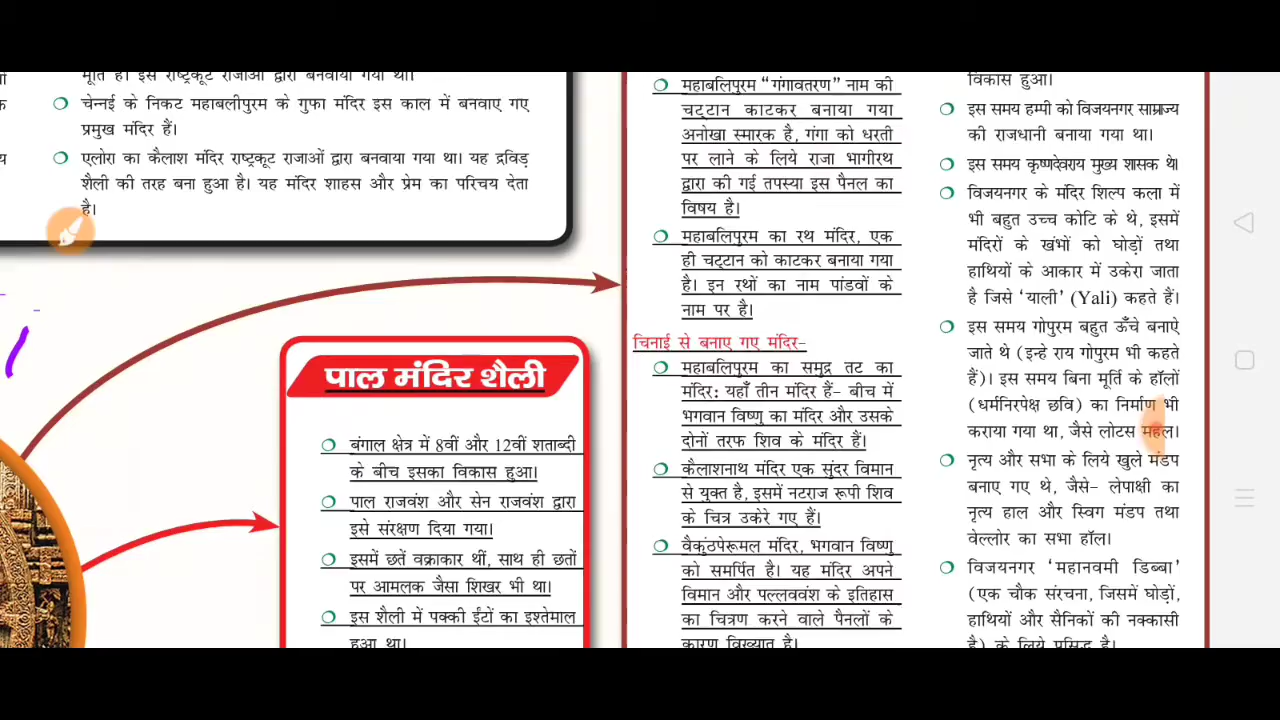 मूर्ति है। इसे राष्ट्रकूट राजाओं द्वारा बनवाया गया था।
चेन्नई के निकट महाबलीपुरम के गुफा मंदिर इस काल में बनवाए गए
प्रमुख मंदिर हैं।
एलोरा का कैलाश मंदिर राष्ट्रकूट राजाओं द्वारा बनवाया गया था। यह द्रविड़
शैली की तरह बना हुआ है। यह मंदिर शाहस और प्रेम का परिचय देता
है।
पाल मंदिर शैली
बंगाल क्षेत्र में 8वीं और 12वीं शताब्दी
के बीच इसका विकास हुआ।
पाल राजवंश और सेन राजवंश द्वारा
इसे संरक्षण दिया गया।
इसमें छतें वक्राकार थीं, साथ ही छतों
पर आमलक जैसा शिखर भी था।
इस शैली में पक्की ईंटों का इश्तेमाल
हुआ था।
महाबलिपुरम “गंगावतरण” नाम की
चट्टान काटकर बनाया गया
अनोखा स्मारक है, गंगा को धरती
पर लाने के लिये राजा भागीरथ
द्वारा की गई तपस्या इस पैनल का
विषय है।
महाबलिपुरम का रथ मंदिर, एक
ही चट्टान को काटकर बनाया गया
है। इन रथों का नाम पांडवों के
नाम पर है।
चिनाई से बनाए गए मंदिर-
महाबलिपुरम का समुद्र तट का
मंदिर: यहाँ तीन मंदिर हैं- बीच में
भगवान विष्णु का मंदिर और उसके
दोनों तरफ शिव के मंदिर हैं।
कैलाशनाथ मंदिर एक सुंदर विमान
से युक्त है, इसमें नटराज रूपी शिव
के चित्र उकेरे गए हैं।
वैकुंठपेरूमल मंदिर, भगवान विष्णु
को समर्पित है। यह मंदिर अपने
विमान और पल्लववंश के इतिहास
का चित्रण करने वाले पैनलों के
कारण विख्यात है।
विकास हुआ।
इस समय हम्पी को विजयनगर साम्राज्य
की राजधानी बनाया गया था।
इस समय कृष्णदेवराय मुख्य शासक थे।
विजयनगर के मंदिर शिल्प कला में
भी बहुत उच्च कोटि के थे, इसमें
मंदिरों के खंभों को घोड़ों तथा
हाथियों के आकार में उकेरा जाता
है जिसे ‘याली’ (Yali) कहते हैं।
इस समय गोपुरम बहुत ऊँचे बनाऐ
जाते थे (इन्हे राय गोपुरम भी कहते
हैं)। इस समय बिना मूर्ति के हॉलों
(धर्मनिरपेक्ष छवि) का निर्माण भी
कराया गया था, जैसे लोटस महल।
नृत्य और सभा के लिये खुले मंडप
बनाए गए थे, जैसे- लेपाक्षी का
नृत्य हाल और स्विग मंडप तथा
वेल्लोर का सभा हॉल।
विजयनगर ‘महानवमी डिब्बा’
(एक चौक संरचना, जिसमें घोड़ों,
हाथियों और सैनिकों की नक्कासी
है) के लिये प्रसिद्ध है।